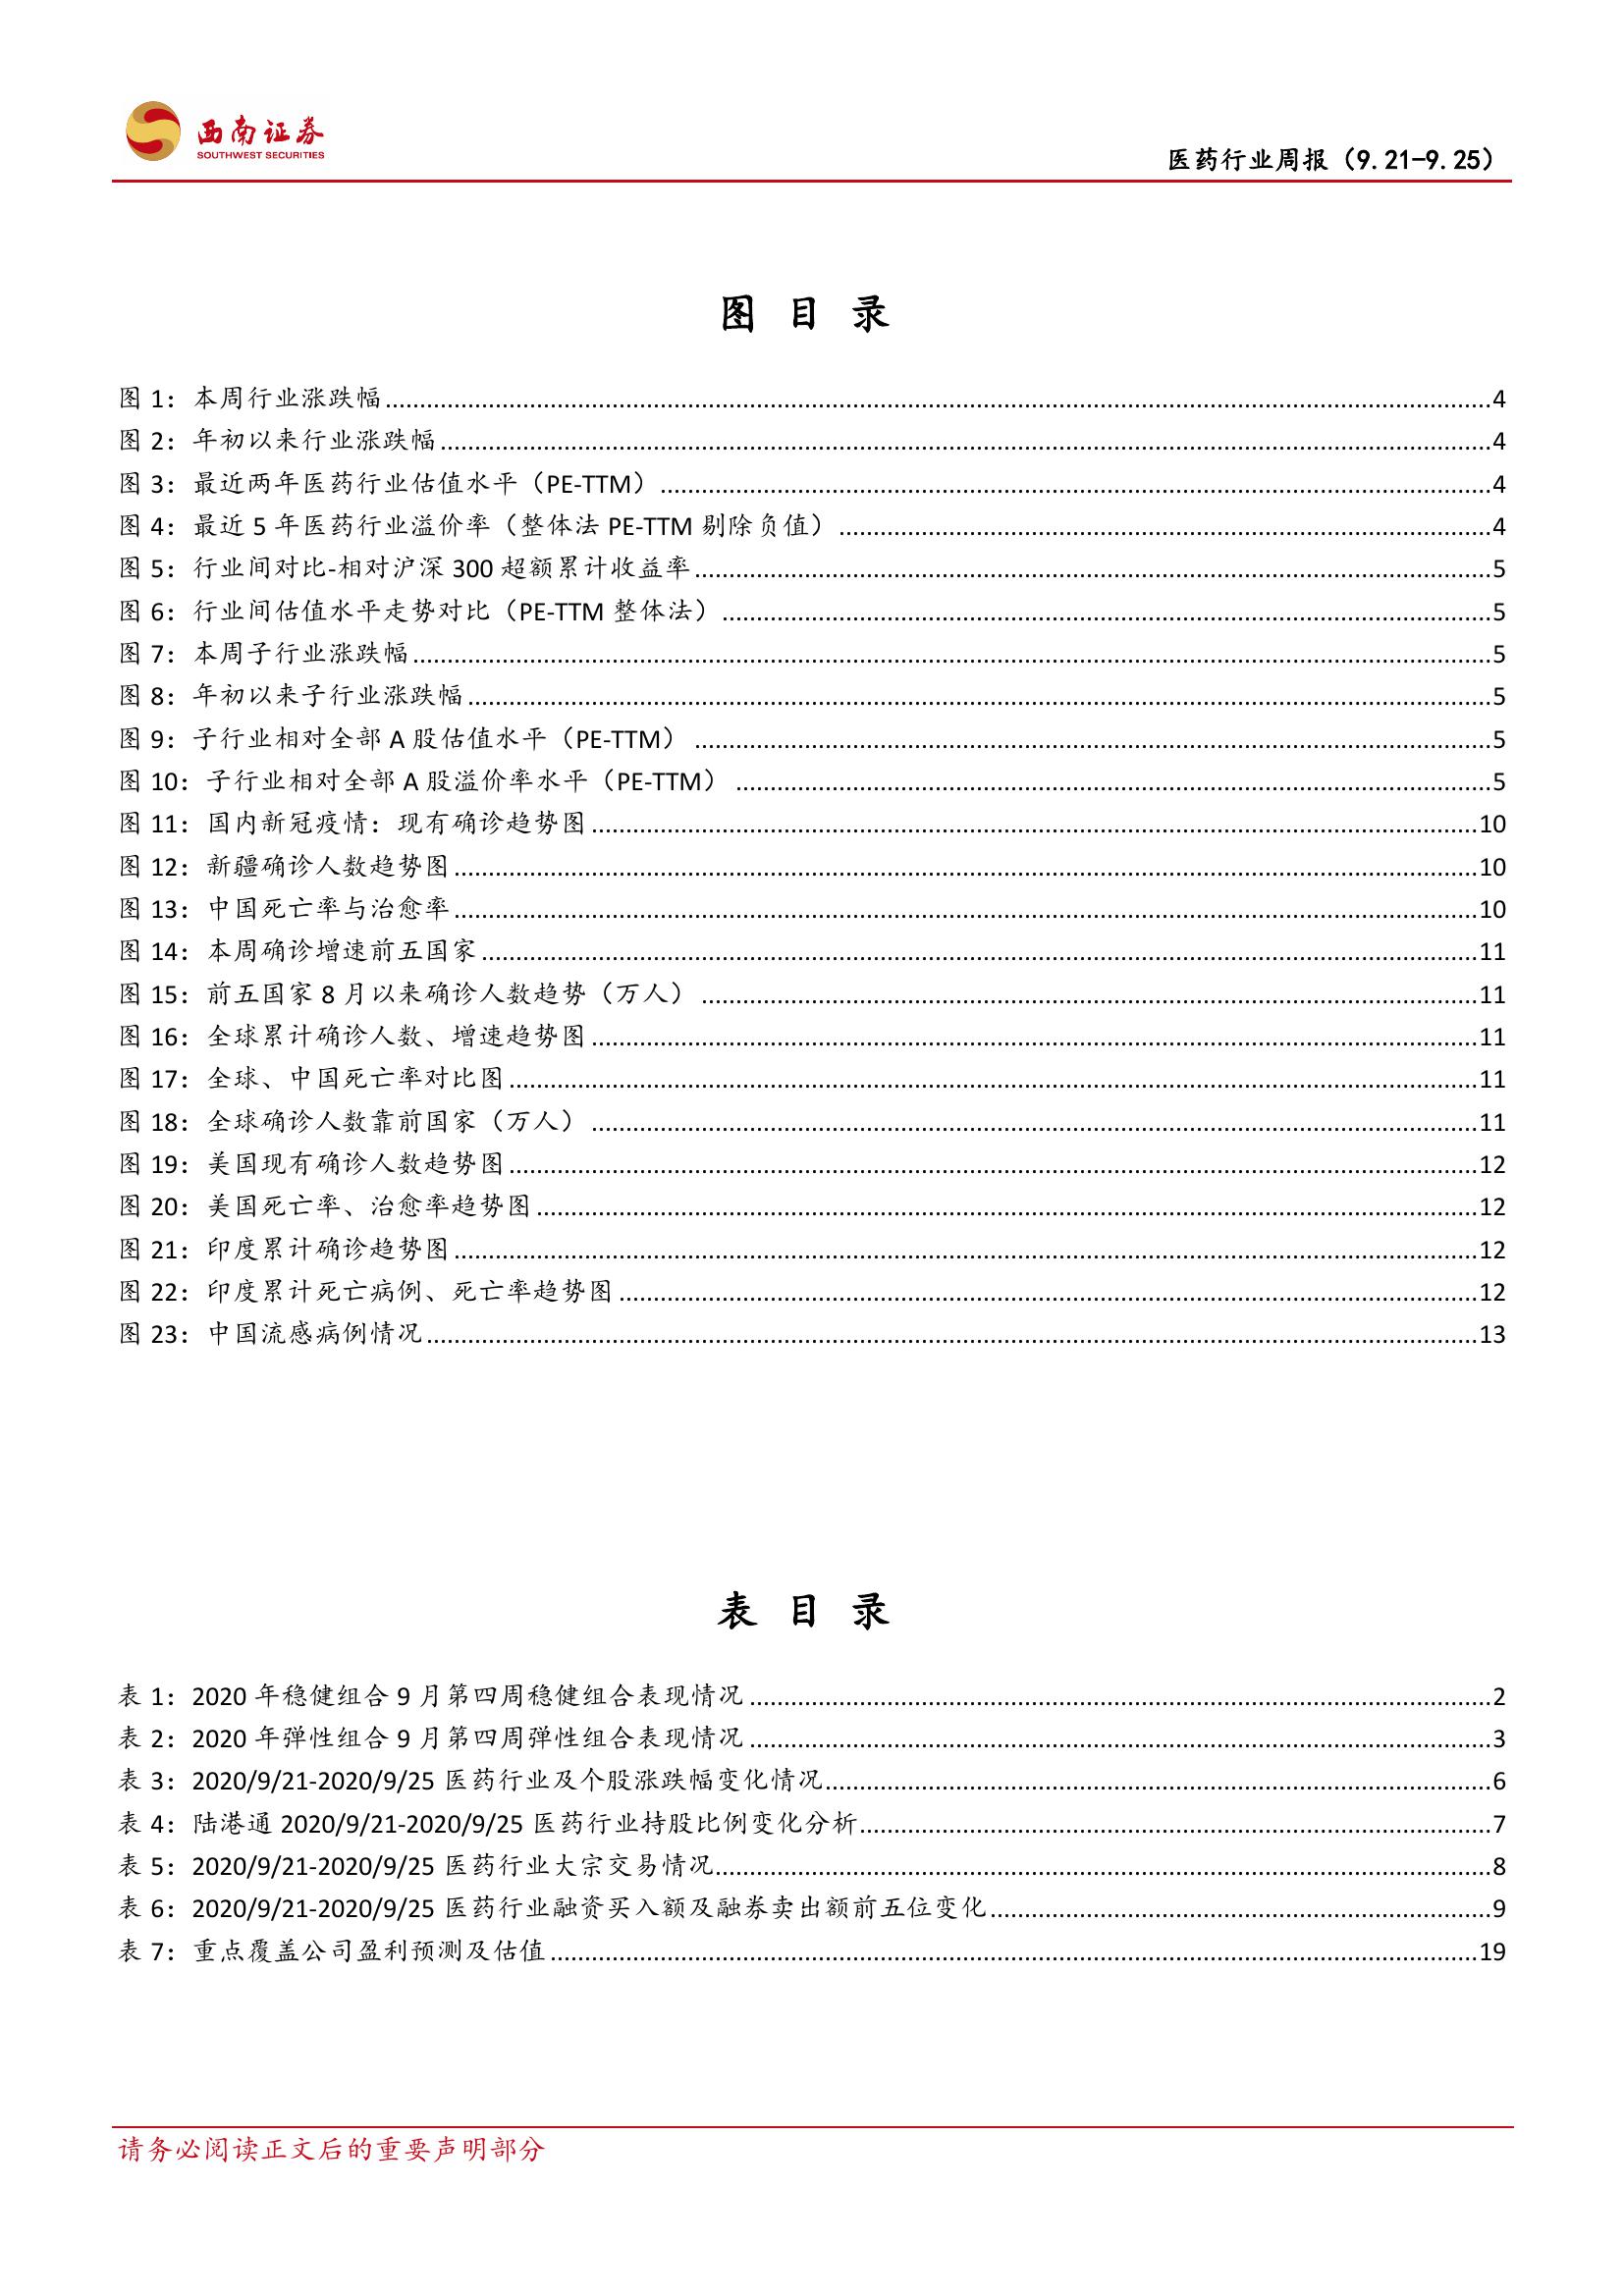 西南证券
SOUTHWEST SECURITIES
医药行业周报（9.21-9.25）
图 目 录
图 1：本周行业涨跌幅....................4
图 2：年初以来行业涨跌幅....................4
图 3：最近两年医药行业估值水平（PE-TTM）....................4
图 4：最近 5 年医药行业溢价率（整体法 PE-TTM 剔除负值）....................4
图 5：行业间对比-相对沪深 300 超额累计收益率....................5
图 6：行业间估值水平走势对比（PE-TTM 整体法）....................5
图 7：本周子行业涨跌幅....................5
图 8：年初以来子行业涨跌幅....................5
图 9：子行业相对全部 A 股估值水平（PE-TTM）....................5
图 10：子行业相对全部 A 股溢价率水平（PE-TTM）....................5
图 11：国内新冠疫情：现有确诊趋势图....................10
图 12：新疆确诊人数趋势图....................10
图 13：中国死亡率与治愈率....................10
图 14：本周确诊增速前五国家....................11
图 15：前五国家 8 月以来确诊人数趋势（万人）....................11
图 16：全球累计确诊人数、增速趋势图....................11
图 17：全球、中国死亡率对比图....................11
图 18：全球确诊人数靠前国家（万人）....................11
图 19：美国现有确诊人数趋势图....................12
图 20：美国死亡率、治愈率趋势图....................12
图 21：印度累计确诊趋势图....................12
图 22：印度累计死亡病例、死亡率趋势图....................12
图 23：中国流感病例情况....................13
表 目 录
表 1：2020 年稳健组合 9 月第四周稳健组合表现情况....................2
表 2：2020 年弹性组合 9 月第四周弹性组合表现情况....................3
表 3：2020/9/21-2020/9/25 医药行业及个股涨跌幅变化情况....................6
表 4：陆港通 2020/9/21-2020/9/25 医药行业持股比例变化分析....................7
表 5：2020/9/21-2020/9/25 医药行业大宗交易情况....................8
表 6：2020/9/21-2020/9/25 医药行业融资买入额及融券卖出额前五位变化....................9
表 7：重点覆盖公司盈利预测及估值....................19
请务必阅读正文后的重要声明部分